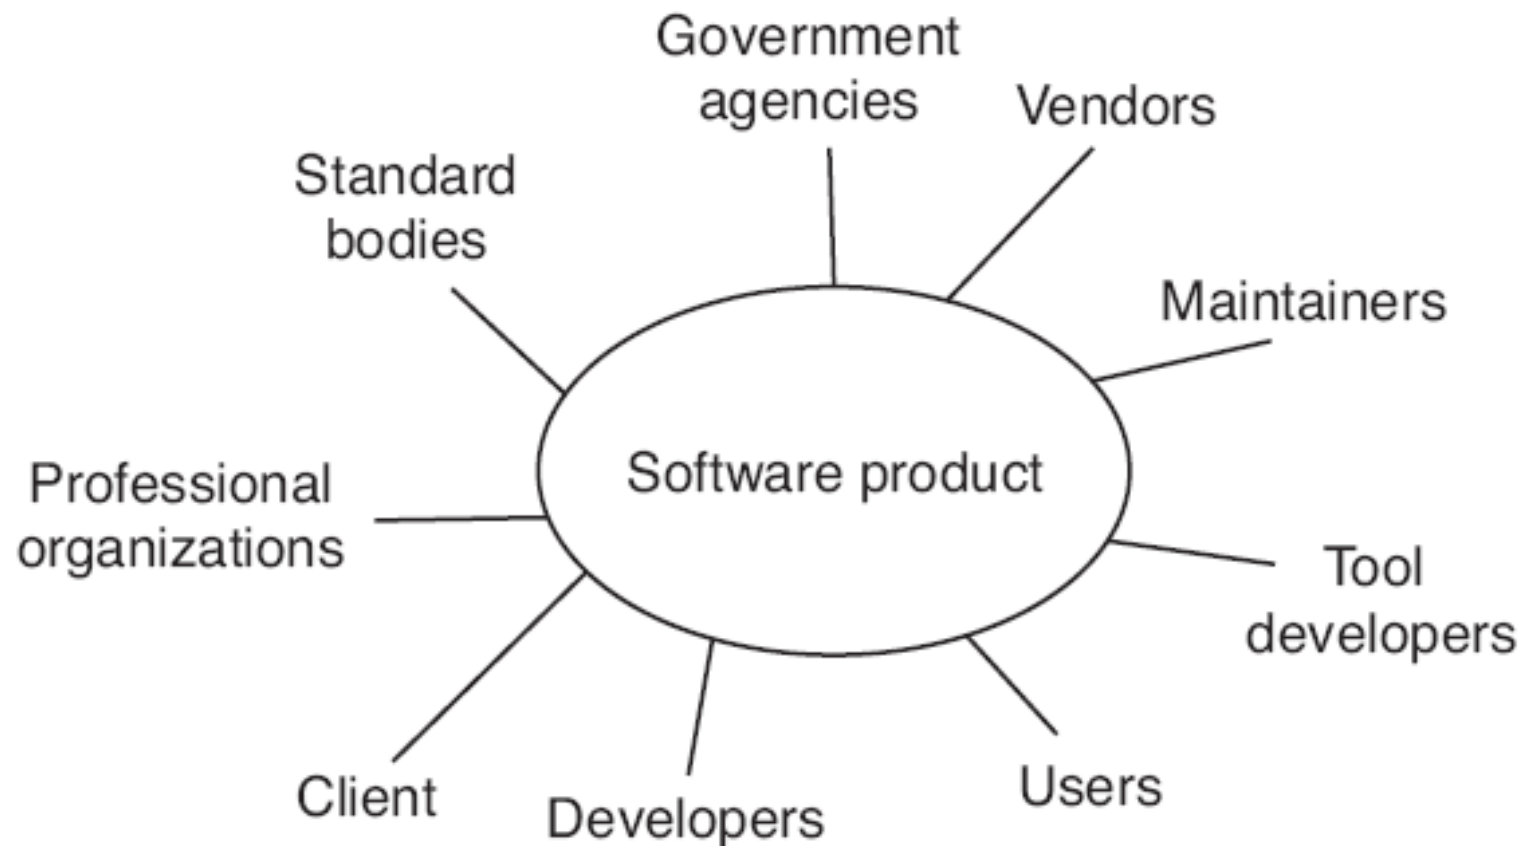 Government
agencies
Vendors
Standard
bodies
Maintainers
Software product
Professional
organizations
Tool
developers
Client
Developers
Users